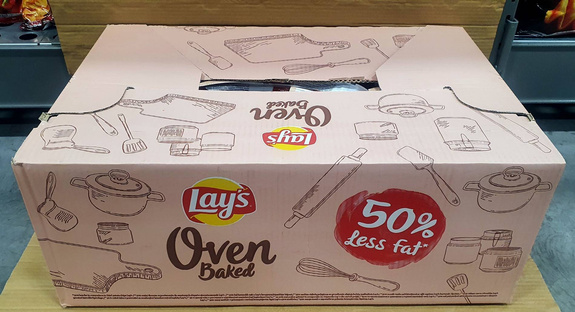 Oven
Baked
Lay's
Lay's
Oven
Baked
50%
Less fat*